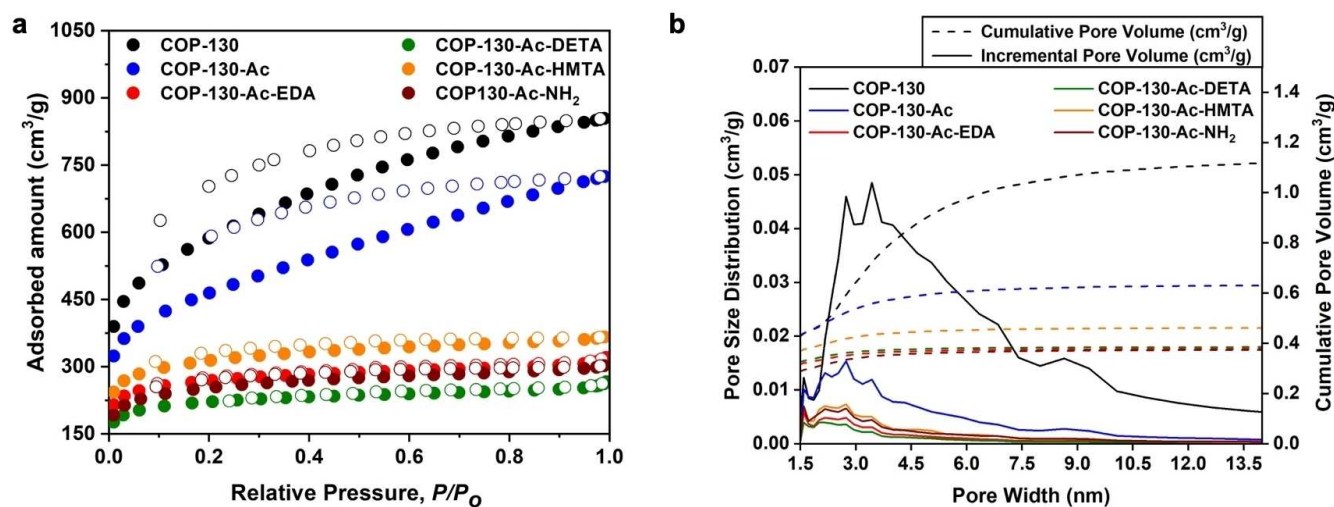 a
1050
900
750
600
450
300
150
Adsorbed amount (cm³/g)
COP-130
COP-130-Ac
COP-130-Ac-EDA
COP-130-Ac-DETA
COP-130-Ac-HMTA
COP130-Ac-NH₂
0.0 0.2 0.4 0.6 0.8 1.0
Relative Pressure, P/Po
b
Cumulative Pore Volume (cm³/g)
Incremental Pore Volume (cm³/g)
0.07
0.06
0.05
0.04
0.03
0.02
0.01
0.00
Pore Size Distribution (cm³/g)
COP-130
COP-130-Ac
COP-130-Ac-EDA
COP-130-Ac-DETA
COP-130-Ac-HMTA
COP-130-Ac-NH₂
1.4
1.2
1.0
0.8
0.6
0.4
0.2
0.0
Cumulative Pore Volume (cm³/g)
1.5 3.0 4.5 6.0 7.5 9.0 10.5 12.0 13.5
Pore Width (nm)